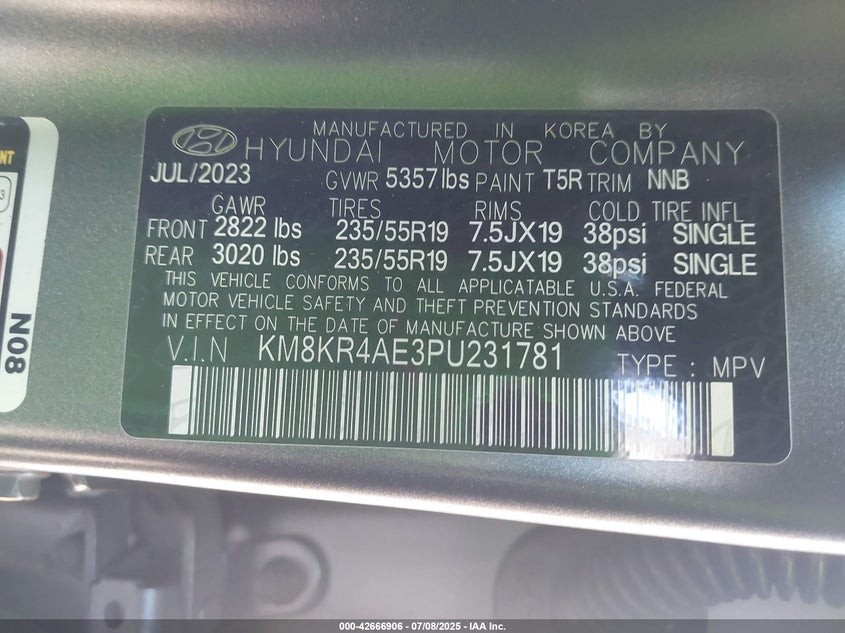 MANUFACTURED IN KOREA BY
HYUNDAI MOTOR COMPANY
JUL/2023 GVWR 5357 lbs PAINT T5R TRIM NNB
GAWR TIRES RIMS COLD TIRE INFL
FRONT 2822 lbs 235/55R19 7.5JX19 38psi SINGLE
REAR 3020 lbs 235/55R19 7.5JX19 38psi SINGLE
THIS VEHICLE CONFORMS TO ALL APPLICATABLE U.S.A. FEDERAL
MOTOR VEHICLE SAFETY AND THEFT PREVENTION STANDARDS
IN EFFECT ON THE DATE OF MANUFACTURE SHOWN ABOVE
V.I.N KM8KR4AE3PU231781 TYPE : MPV
N08
000-42666906 / 07/08/2025 - IAA Inc.